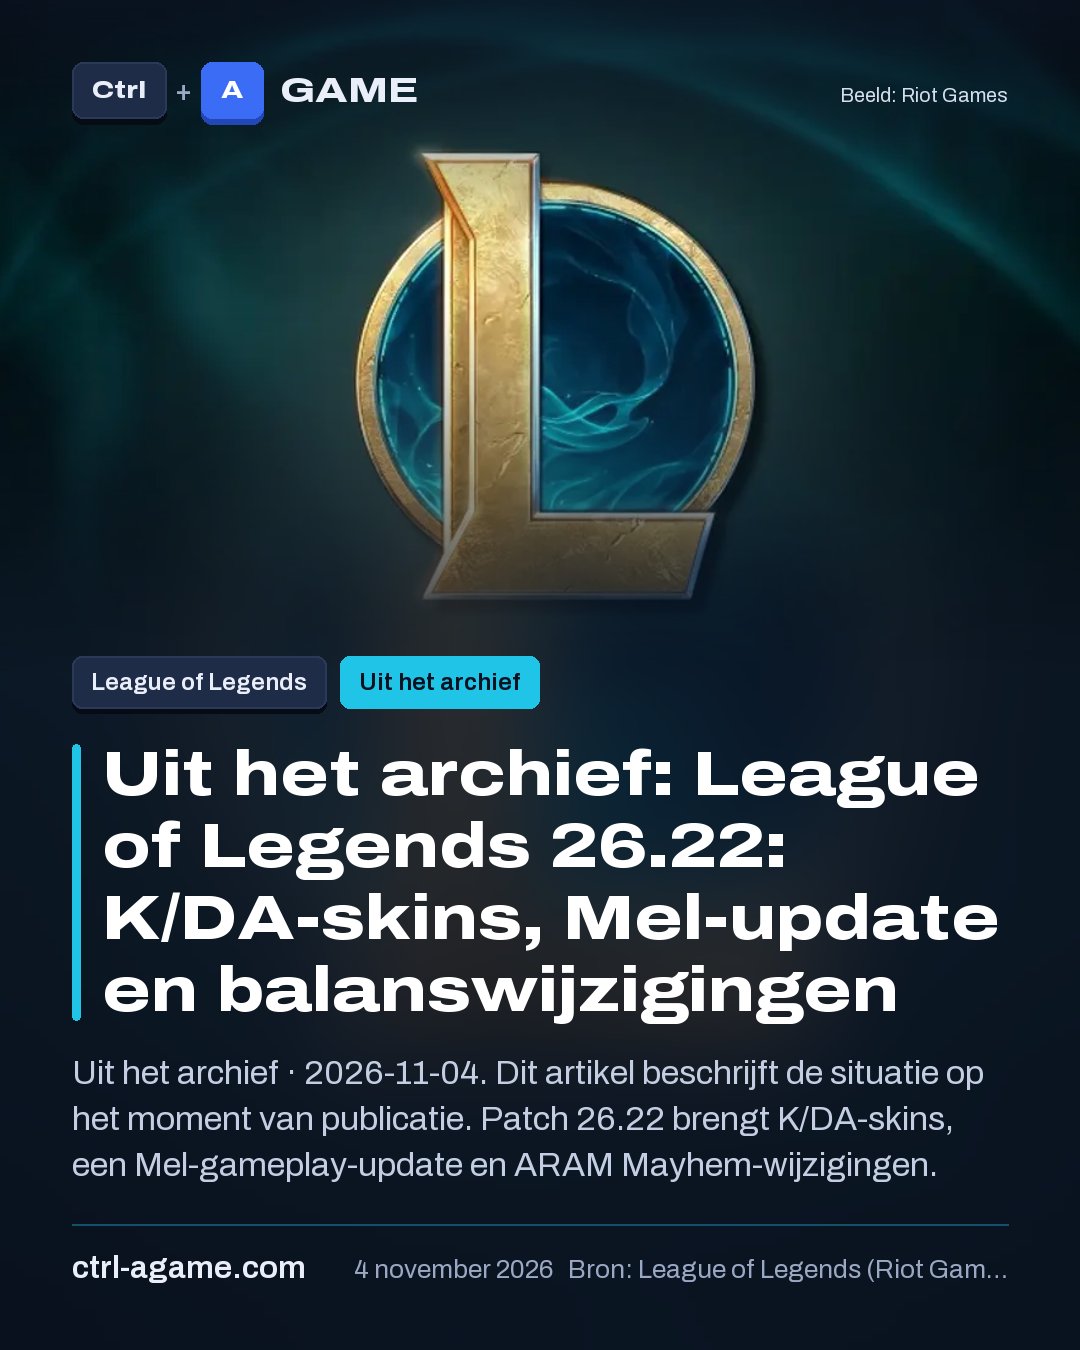 Ctrl + A GAME
Beeld: Riot Games
League of Legends
Uit het archief
Uit het archief: League
of Legends 26.22:
K/DA-skins, Mel-update
en balanswijzigingen
Uit het archief · 2026-11-04. Dit artikel beschrijft de situatie op
het moment van publicatie. Patch 26.22 brengt K/DA-skins,
een Mel-gameplay-update en ARAM Mayhem-wijzigingen.
ctrl-agame.com
4 november 2026 Bron: League of Legends (Riot Gam...